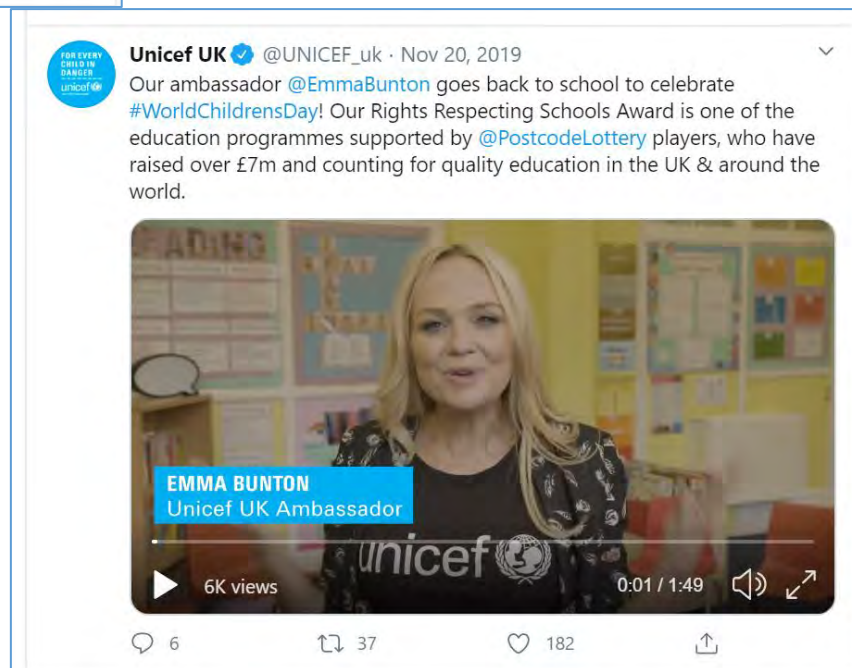 FOR EVERY
CHILD IN
DANGER
unicef
Unicef UK @UNICEF_uk · Nov 20, 2019
Our ambassador @EmmaBunton goes back to school to celebrate
#WorldChildrensDay! Our Rights Respecting Schools Award is one of the
education programmes supported by @PostcodeLottery players, who have
raised over £7m and counting for quality education in the UK & around the
world.
READING
EMMA BUNTON
Unicef UK Ambassador
unicef
6K views
0:01 / 1:49
6
37
182